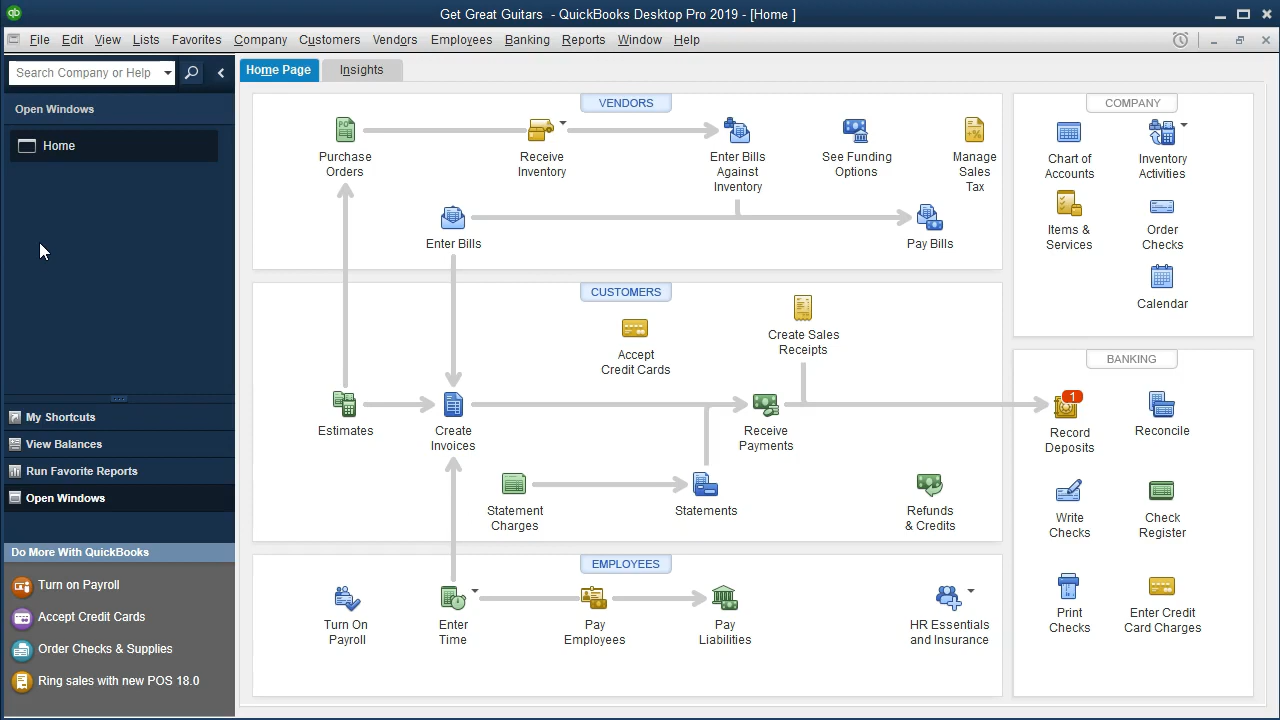 qb
Get Great Guitars - QuickBooks Desktop Pro 2019 - [Home ]
File Edit View Lists Favorites Company Customers Vendors Employees Banking Reports Window Help
Search Company or Help
Home Page
Insights
Open Windows
Home
My Shortcuts
View Balances
Run Favorite Reports
Open Windows
Do More With QuickBooks
Turn on Payroll
Accept Credit Cards
Order Checks & Supplies
Ring sales with new POS 18.0
VENDORS
PO
Purchase
Orders
Receive
Inventory
Enter Bills
Against
Inventory
See Funding
Options
Manage
Sales
Tax
Enter Bills
Pay Bills
CUSTOMERS
Accept
Credit Cards
Create Sales
Receipts
Estimates
Create
Invoices
Receive
Payments
Statement
Charges
Statements
Refunds
& Credits
EMPLOYEES
Turn On
Payroll
Enter
Time
Pay
Employees
Pay
Liabilities
HR Essentials
and Insurance
COMPANY
Chart of
Accounts
Inventory
Activities
Items &
Services
Order
Checks
Calendar
BANKING
1
Record
Deposits
Reconcile
Write
Checks
Check
Register
Print
Checks
Enter Credit
Card Charges